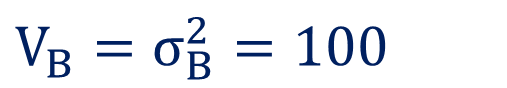 V_B = σ_B^2 = 100